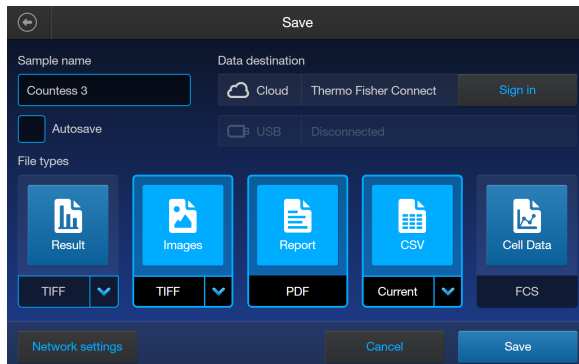 Save
Sample name
Data destination
Countess 3
Cloud
Thermo Fisher Connect
Sign in
Autosave
USB
Disconnected
File types
Result
Images
Report
CSV
Cell Data
TIFF
TIFF
PDF
Current
FCS
Network settings
Cancel
Save